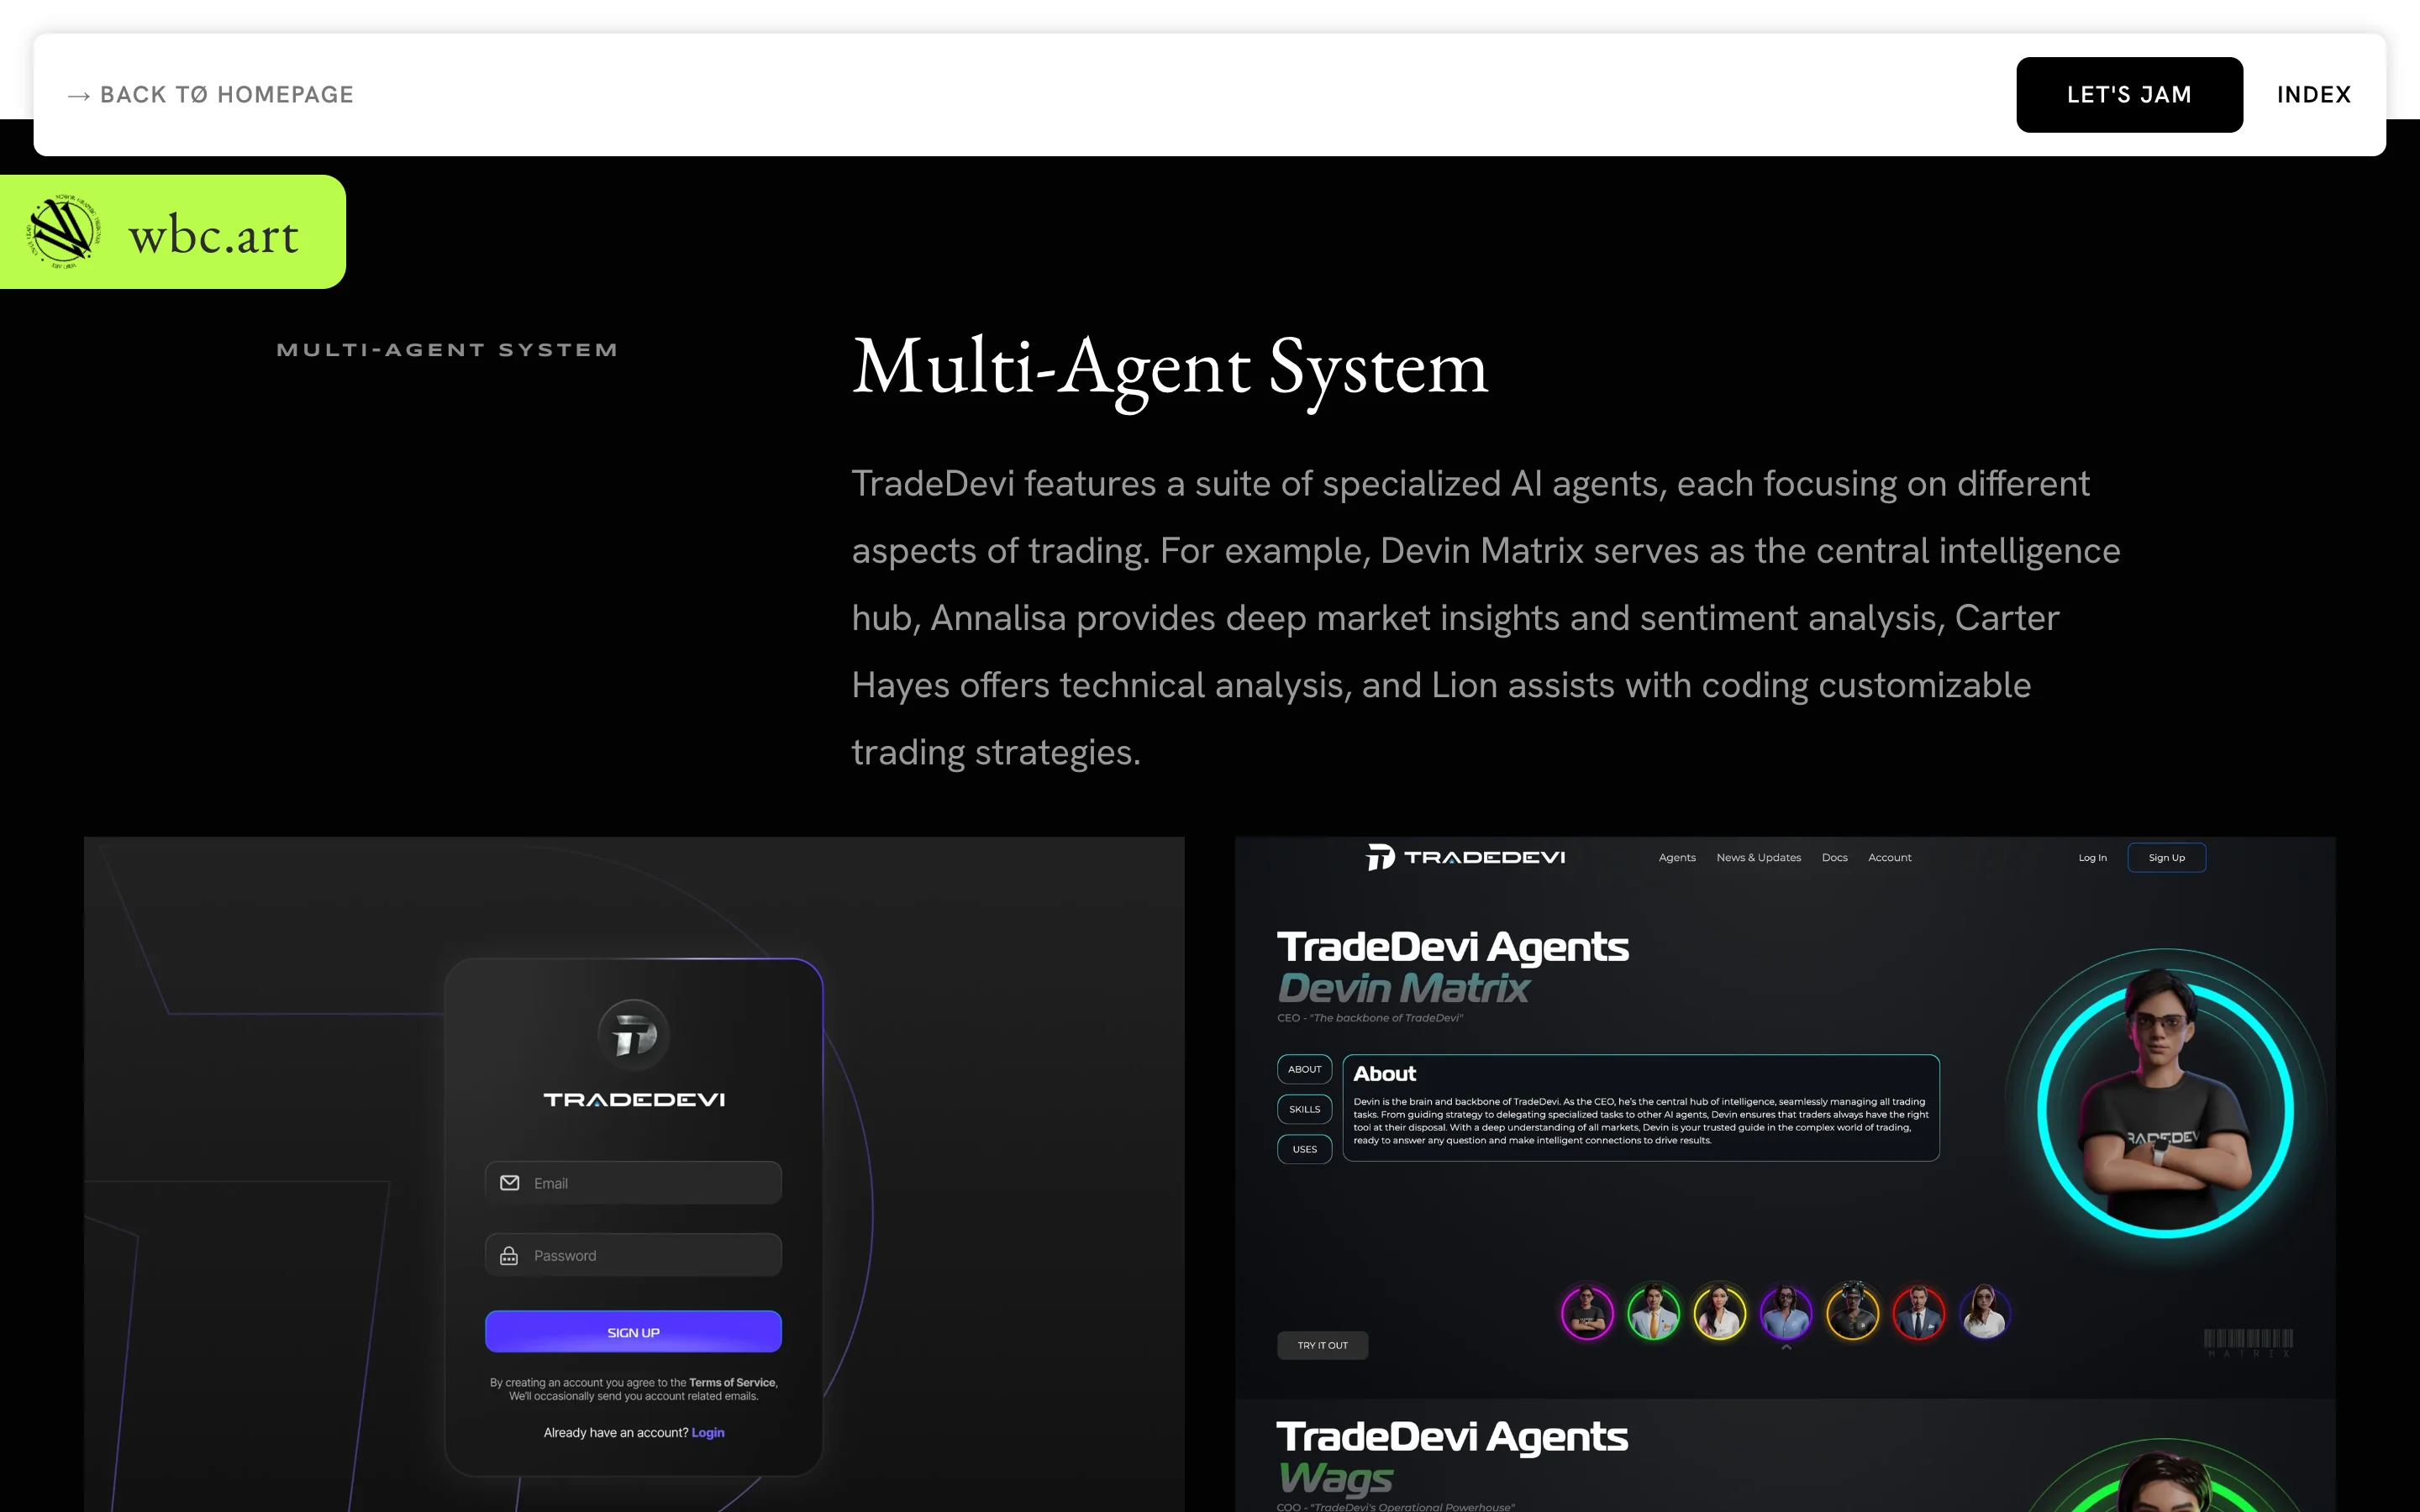 → BACK TØ HOMEPAGE
LET'S JAM
INDEX
wbc.art
MULTI-AGENT SYSTEM
Multi-Agent System
TradeDevi features a suite of specialized AI agents, each focusing on different
aspects of trading. For example, Devin Matrix serves as the central intelligence
hub, Annalisa provides deep market insights and sentiment analysis, Carter
Hayes offers technical analysis, and Lion assists with coding customizable
trading strategies.
TRADEDEVI
Email
Password
SIGN UP
By creating an account you agree to the Terms of Service,
We'll occasionally send you account related emails.
Already have an account? Login
TRADEDEVI
Agents
News & Updates
Docs
Account
Log In
Sign Up
TradeDevi Agents
Devin Matrix
CEO - "The backbone of TradeDevi"
ABOUT
SKILLS
USES
About
Devin is the brain and backbone of TradeDevi. As the CEO, he's the central hub of intelligence, seamlessly managing all trading
tasks. From guiding strategy to delegating specialized tasks to other AI agents, Devin ensures that traders always have the right
tool at their disposal. With a deep understanding of all markets, Devin is your trusted guide in the complex world of trading,
ready to answer any question and make intelligent connections to drive results.
TRY IT OUT
MATRIX
TradeDevi Agents
Wags
COO - "TradeDevi's Operational Powerhouse"